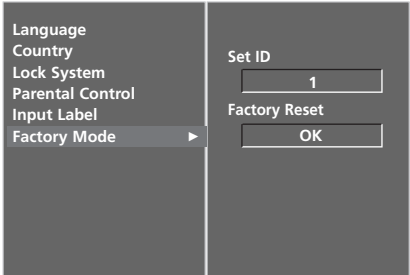 Language
Country
Lock System
Parental Control
Input Label
Factory Mode ►
Set ID
1
Factory Reset
OK